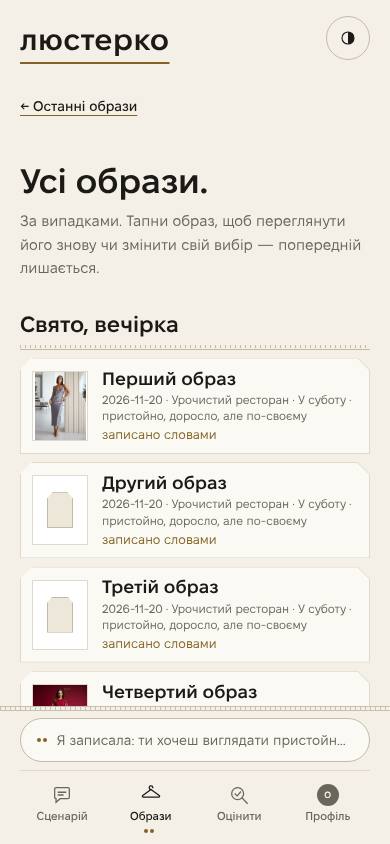 люстерко
← Останні образи
Усі образи.
За випадками. Тапни образ, щоб переглянути
його знову чи змінити свій вибір — попередній
лишається.
Свято, вечірка
Перший образ
2026-11-20 · Урочистий ресторан · У суботу ·
пристойно, доросло, але по-своєму
записано словами
Другий образ
2026-11-20 · Урочистий ресторан · У суботу ·
пристойно, доросло, але по-своєму
записано словами
Третій образ
2026-11-20 · Урочистий ресторан · У суботу ·
пристойно, доросло, але по-своєму
записано словами
Четвертий образ
Я записала: ти хочеш виглядати пристойн...
Сценарій
Образи
Оцінити
О
Профіль